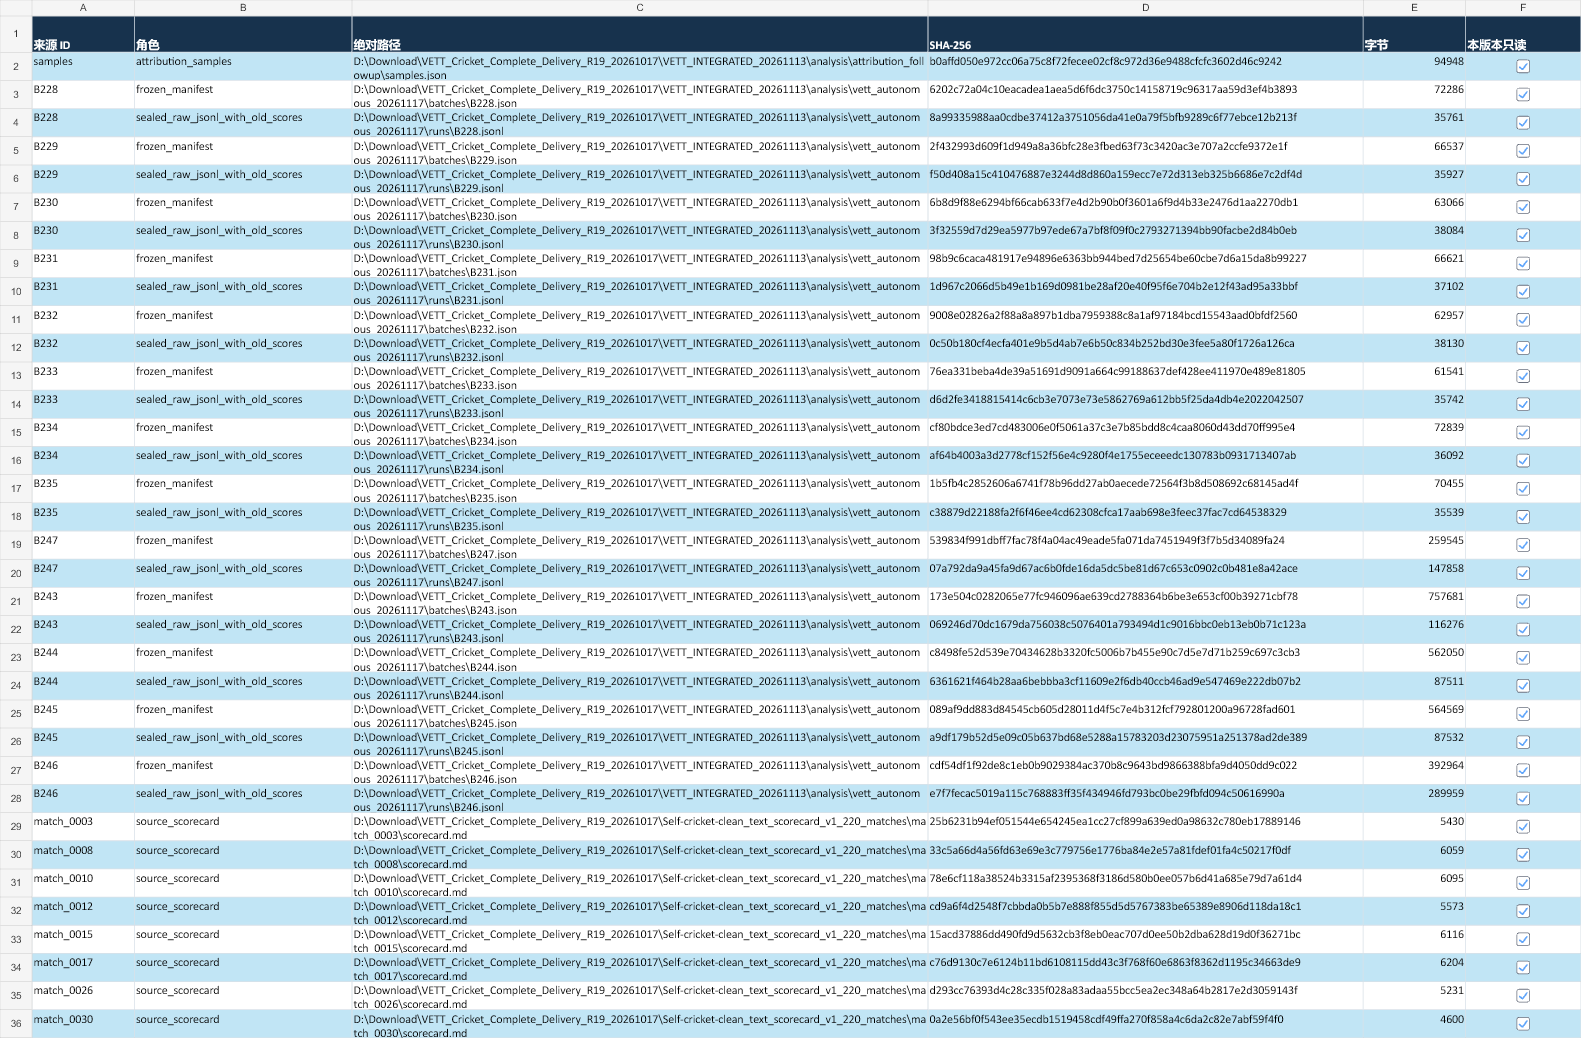 A B C D E F
1 来源 ID 角色 绝对路径 SHA-256 字节 本版本只读
2 samples attribution_samples D:\Download\VETT_Cricket_Complete_Delivery_R19_20261017\VETT_INTEGRATED_20261113\analysis\attribution_foll b0affd050e972cc06a75c8f72fecee02cf8c972d36e9488cfcfc3602d46c9242 94948
owup\samples.json
3 B228 frozen_manifest D:\Download\VETT_Cricket_Complete_Delivery_R19_20261017\VETT_INTEGRATED_20261113\analysis\vett_autonom 6202c72a04c10eacadea1aea5d6f6dc3750c14158719c96317aa59d3ef4b3893 72286
ous_20261117\batches\B228.json
4 B228 sealed_raw_jsonl_with_old_scores D:\Download\VETT_Cricket_Complete_Delivery_R19_20261017\VETT_INTEGRATED_20261113\analysis\vett_autonom 8a99335988aa0cdbe37412a3751056da41e0a79f5bfb9289c6f77ebce12b213f 35761
ous_20261117\runs\B228.jsonl
5 B229 frozen_manifest D:\Download\VETT_Cricket_Complete_Delivery_R19_20261017\VETT_INTEGRATED_20261113\analysis\vett_autonom 2f432993d609f1d949a8a36bfc28e3fbed63f73c3420ac3e707a2ccfe9372e1f 66537
ous_20261117\batches\B229.json
6 B229 sealed_raw_jsonl_with_old_scores D:\Download\VETT_Cricket_Complete_Delivery_R19_20261017\VETT_INTEGRATED_20261113\analysis\vett_autonom f50d408a15c410476887e3244d8d860a159ecc7e72d313eb325b6686e7c2df4d 35927
ous_20261117\runs\B229.jsonl
7 B230 frozen_manifest D:\Download\VETT_Cricket_Complete_Delivery_R19_20261017\VETT_INTEGRATED_20261113\analysis\vett_autonom 6b8d9f88e6294bf66cab633f7e4d2b90b0f3601a6f9d4b33e2476d1aa2270db1 63066
ous_20261117\batches\B230.json
8 B230 sealed_raw_jsonl_with_old_scores D:\Download\VETT_Cricket_Complete_Delivery_R19_20261017\VETT_INTEGRATED_20261113\analysis\vett_autonom 3f32559d7d29ea5977b97ede67a7bf8f09f0c2793271394bb90facbe2d84b0eb 38084
ous_20261117\runs\B230.jsonl
9 B231 frozen_manifest D:\Download\VETT_Cricket_Complete_Delivery_R19_20261017\VETT_INTEGRATED_20261113\analysis\vett_autonom 98b9c6caca481917e94896e6363bb944bed7d25654be60cbe7d6a15da8b99227 66621
ous_20261117\batches\B231.json
10 B231 sealed_raw_jsonl_with_old_scores D:\Download\VETT_Cricket_Complete_Delivery_R19_20261017\VETT_INTEGRATED_20261113\analysis\vett_autonom 1d967c2066d5b49e1b169d0981be28af20e40f95f6e704b2e12f43ad95a33bbf 37102
ous_20261117\runs\B231.jsonl
11 B232 frozen_manifest D:\Download\VETT_Cricket_Complete_Delivery_R19_20261017\VETT_INTEGRATED_20261113\analysis\vett_autonom 9008e02826a2f88a8a897b1dba7959388c8a1af97184bcd15543aad0bfdf2560 62957
ous_20261117\batches\B232.json
12 B232 sealed_raw_jsonl_with_old_scores D:\Download\VETT_Cricket_Complete_Delivery_R19_20261017\VETT_INTEGRATED_20261113\analysis\vett_autonom 0c50b180cf4ecfa401e9b5d4ab7e6b50c834b252bd30e3fee5a80f1726a126ca 38130
ous_20261117\runs\B232.jsonl
13 B233 frozen_manifest D:\Download\VETT_Cricket_Complete_Delivery_R19_20261017\VETT_INTEGRATED_20261113\analysis\vett_autonom 76ea331beba4de39a51691d9091a664c99188637def428ee411970e489e81805 61541
ous_20261117\batches\B233.json
14 B233 sealed_raw_jsonl_with_old_scores D:\Download\VETT_Cricket_Complete_Delivery_R19_20261017\VETT_INTEGRATED_20261113\analysis\vett_autonom d6d2fe3418815414c6cb3e7073e73e5862769a612bb5f25da4db4e2022042507 35742
ous_20261117\runs\B233.jsonl
15 B234 frozen_manifest D:\Download\VETT_Cricket_Complete_Delivery_R19_20261017\VETT_INTEGRATED_20261113\analysis\vett_autonom cf80bdce3ed7cd483006e0f5061a37c3e7b85bdd8c4caa8060d43dd70ff995e4 72839
ous_20261117\batches\B234.json
16 B234 sealed_raw_jsonl_with_old_scores D:\Download\VETT_Cricket_Complete_Delivery_R19_20261017\VETT_INTEGRATED_20261113\analysis\vett_autonom af64b4003a3d2778cf152f56e4c9280f4e1755eceeedc130783b0931713407ab 36092
ous_20261117\runs\B234.jsonl
17 B235 frozen_manifest D:\Download\VETT_Cricket_Complete_Delivery_R19_20261017\VETT_INTEGRATED_20261113\analysis\vett_autonom 1b5fb4c2852606a6741f78b96dd27ab0aecede72564f3b8d508692c68145ad4f 70455
ous_20261117\batches\B235.json
18 B235 sealed_raw_jsonl_with_old_scores D:\Download\VETT_Cricket_Complete_Delivery_R19_20261017\VETT_INTEGRATED_20261113\analysis\vett_autonom c38879d22188fa2f6f46ee4cd62308cfca17aab698e3feec37fac7cd64538329 35539
ous_20261117\runs\B235.jsonl
19 B247 frozen_manifest D:\Download\VETT_Cricket_Complete_Delivery_R19_20261017\VETT_INTEGRATED_20261113\analysis\vett_autonom 539834f991dbff7fac78f4a04ac49eade5fa071da7451949f3f7b5d34089fa24 259545
ous_20261117\batches\B247.json
20 B247 sealed_raw_jsonl_with_old_scores D:\Download\VETT_Cricket_Complete_Delivery_R19_20261017\VETT_INTEGRATED_20261113\analysis\vett_autonom 07a792da9a45fa9d67ac6b0fde16da5dc5be81d67c653c0902c0b481e8a42ace 147858
ous_20261117\runs\B247.jsonl
21 B243 frozen_manifest D:\Download\VETT_Cricket_Complete_Delivery_R19_20261017\VETT_INTEGRATED_20261113\analysis\vett_autonom 173e504c0282065e77fc946096ae639cd2788364b6be3e653cf00b39271cbf78 757681
ous_20261117\batches\B243.json
22 B243 sealed_raw_jsonl_with_old_scores D:\Download\VETT_Cricket_Complete_Delivery_R19_20261017\VETT_INTEGRATED_20261113\analysis\vett_autonom 069246d70dc1679da756038c5076401a793494d1c9016bbc0eb13eb0b71c123a 116276
ous_20261117\runs\B243.jsonl
23 B244 frozen_manifest D:\Download\VETT_Cricket_Complete_Delivery_R19_20261017\VETT_INTEGRATED_20261113\analysis\vett_autonom c8498fe52d539e70434628b3320fc5006b7b455e90c7d5e7d71b259c697c3cb3 562050
ous_20261117\batches\B244.json
24 B244 sealed_raw_jsonl_with_old_scores D:\Download\VETT_Cricket_Complete_Delivery_R19_20261017\VETT_INTEGRATED_20261113\analysis\vett_autonom 6361621f464b28aa6bebbba3cf11609e2f6db40ccb46ad9e547469e222db07b2 87511
ous_20261117\runs\B244.jsonl
25 B245 frozen_manifest D:\Download\VETT_Cricket_Complete_Delivery_R19_20261017\VETT_INTEGRATED_20261113\analysis\vett_autonom 089af9dd883d84545cb605d28011d4f5c7e4b312fcf792801200a96728fad601 564569
ous_20261117\batches\B245.json
26 B245 sealed_raw_jsonl_with_old_scores D:\Download\VETT_Cricket_Complete_Delivery_R19_20261017\VETT_INTEGRATED_20261113\analysis\vett_autonom a9df179b52d5e09c05b637bd68e5288a15783203d23075951a251378ad2de389 87532
ous_20261117\runs\B245.jsonl
27 B246 frozen_manifest D:\Download\VETT_Cricket_Complete_Delivery_R19_20261017\VETT_INTEGRATED_20261113\analysis\vett_autonom cdf54df1f92de8c1eb0b9029384ac370b8c9643bd9866388bfa9d4050dd9c022 392964
ous_20261117\batches\B246.json
28 B246 sealed_raw_jsonl_with_old_scores D:\Download\VETT_Cricket_Complete_Delivery_R19_20261017\VETT_INTEGRATED_20261113\analysis\vett_autonom e7f7fecac5019a115c768883ff35f434946fd793bc0be29fbfd094c50616990a 289959
ous_20261117\runs\B246.jsonl
29 match_0003 source_scorecard D:\Download\VETT_Cricket_Complete_Delivery_R19_20261017\Self-cricket-clean_text_scorecard_v1_220_matches\ma 25b6231b94ef051544e654245ea1cc27cf899a639ed0a98632c780eb17889146 5430
tch_0003\scorecard.md
30 match_0008 source_scorecard D:\Download\VETT_Cricket_Complete_Delivery_R19_20261017\Self-cricket-clean_text_scorecard_v1_220_matches\ma 33c5a66d4a56fd63e69e3c779756e1776ba84e2e57a81fdef01fa4c50217f0df 6059
tch_0008\scorecard.md
31 match_0010 source_scorecard D:\Download\VETT_Cricket_Complete_Delivery_R19_20261017\Self-cricket-clean_text_scorecard_v1_220_matches\ma 78e6cf118a38524b3315af2395368f3186d580b0ee057b6d41a685e79d7a61d4 6095
tch_0010\scorecard.md
32 match_0012 source_scorecard D:\Download\VETT_Cricket_Complete_Delivery_R19_20261017\Self-cricket-clean_text_scorecard_v1_220_matches\ma cd9a6f4d2548f7cbbda0b5b7e888f855d5d5767383be65389e8906d118da18c1 5573
tch_0012\scorecard.md
33 match_0015 source_scorecard D:\Download\VETT_Cricket_Complete_Delivery_R19_20261017\Self-cricket-clean_text_scorecard_v1_220_matches\ma 15acd37886dd490fd9d5632cb3f8eb0eac707d0ee50b2dba628d19d0f36271bc 6116
tch_0015\scorecard.md
34 match_0017 source_scorecard D:\Download\VETT_Cricket_Complete_Delivery_R19_20261017\Self-cricket-clean_text_scorecard_v1_220_matches\ma c76d9130c7e6124b11bd6108115dd43c3f768f60e6863f8362d1195c34663de9 6204
tch_0017\scorecard.md
35 match_0026 source_scorecard D:\Download\VETT_Cricket_Complete_Delivery_R19_20261017\Self-cricket-clean_text_scorecard_v1_220_matches\ma d293cc76393d4c28c335f028a83adaa55bcc5ea2ec348a64b2817e2d3059143f 5231
tch_0026\scorecard.md
36 match_0030 source_scorecard D:\Download\VETT_Cricket_Complete_Delivery_R19_20261017\Self-cricket-clean_text_scorecard_v1_220_matches\ma 0a2e56bf0f543ee35ecdb1519458cdf49ffa270f858a4c6da2c82e7abf59f4f0 4600
tch_0030\scorecard.md